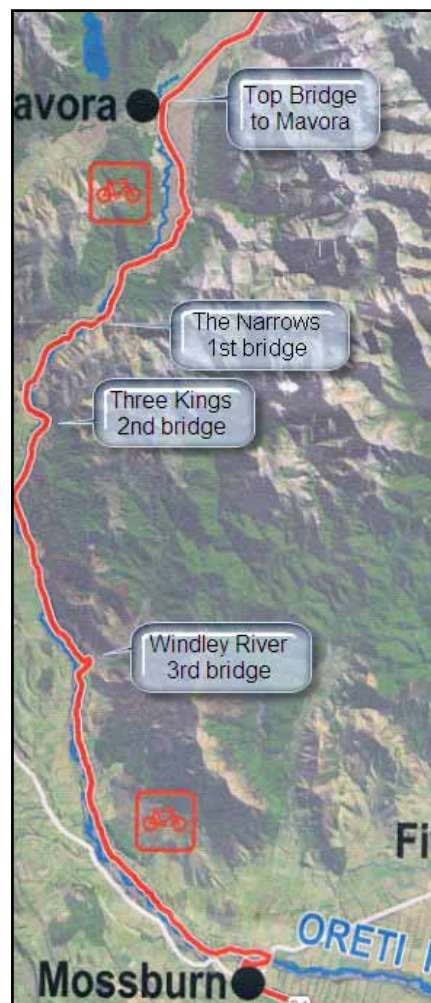 avora
Top Bridge
to Mavora
The Narrows
1st bridge
Three Kings
2nd bridge
Windley River
3rd bridge
Fi
ORETI
Mossburn